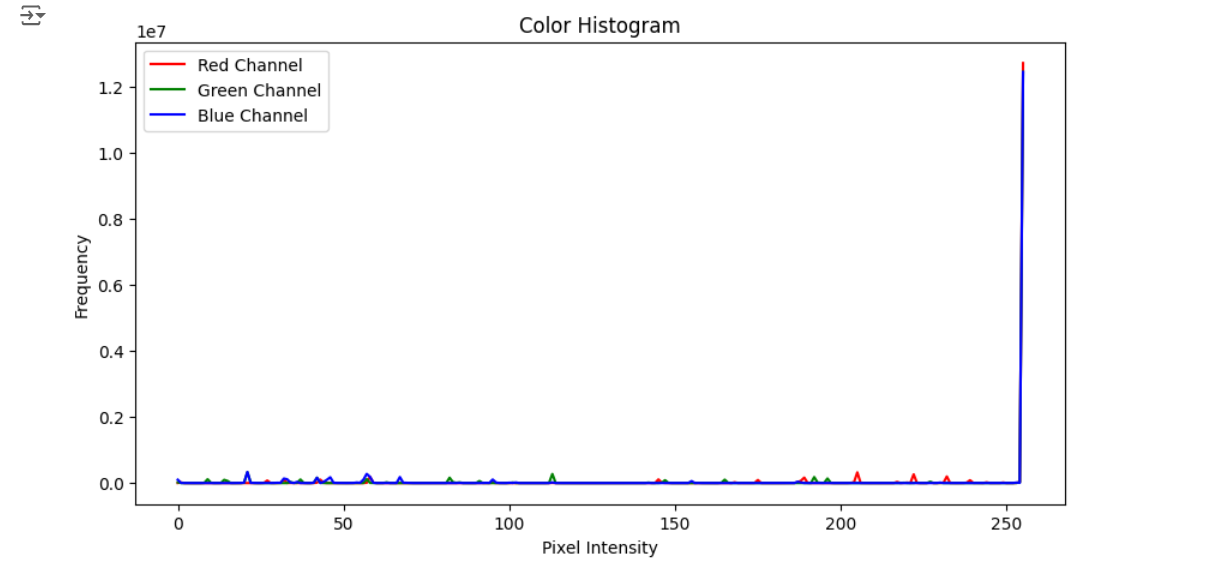 Color Histogram
1e7
Red Channel
Green Channel
Blue Channel
1.2
1.0
0.8
0.6
0.4
0.2
0.0
Frequency
0 50 100 150 200 250
Pixel Intensity